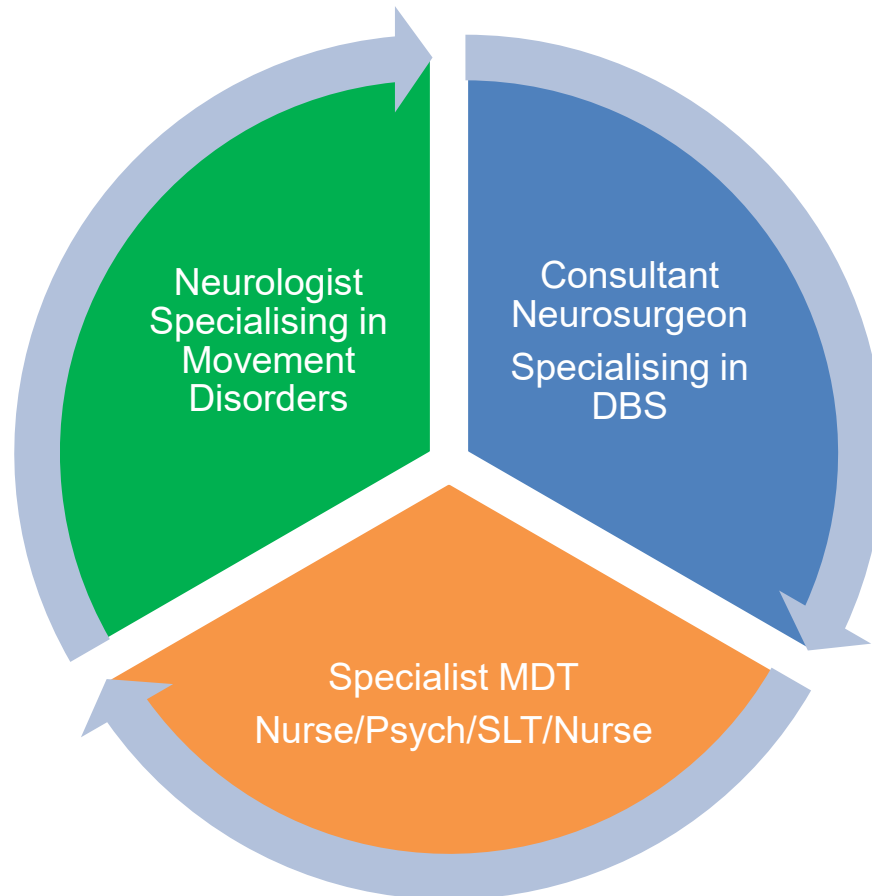 Neurologist
Specialising in
Movement
Disorders
Consultant
Neurosurgeon
Specialising in
DBS
Specialist MDT
Nurse/Psych/SLT/Nurse